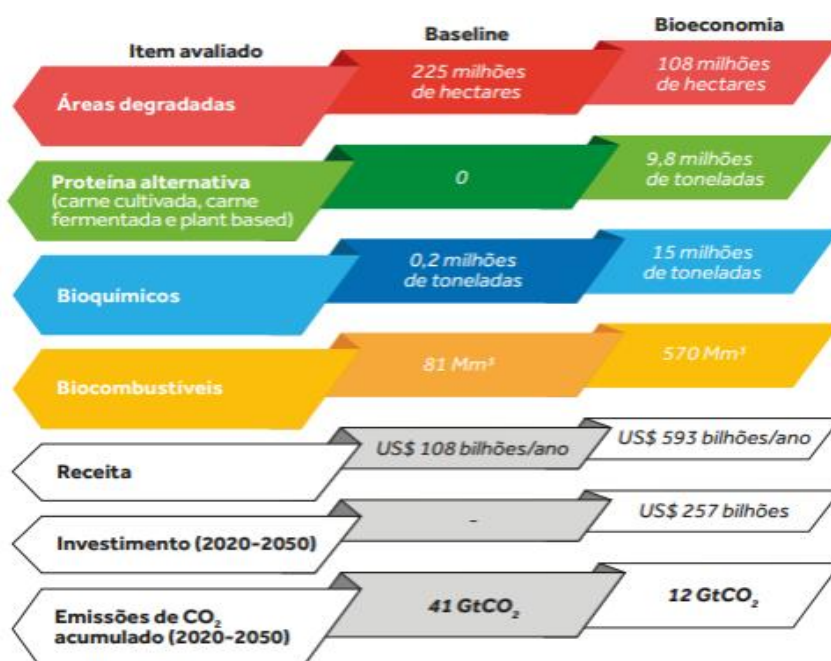 Item avaliado
Baseline
Bioeconomia
Áreas degradadas
225 milhões
de hectares
108 milhões
de hectares
Proteína alternativa
(carne cultivada, carne
fermentada e plant based)
0
9,8 milhões
de toneladas
Bioquímicos
0,2 milhões
de toneladas
15 milhões
de toneladas
Biocombustíveis
81 Mm³
570 Mm³
Receita
US$ 108 bilhões/ano
US$ 593 bilhões/ano
Investimento (2020-2050)
-
US$ 257 bilhões
Emissões de CO₂
acumulado (2020-2050)
41 GtCO₂
12 GtCO₂